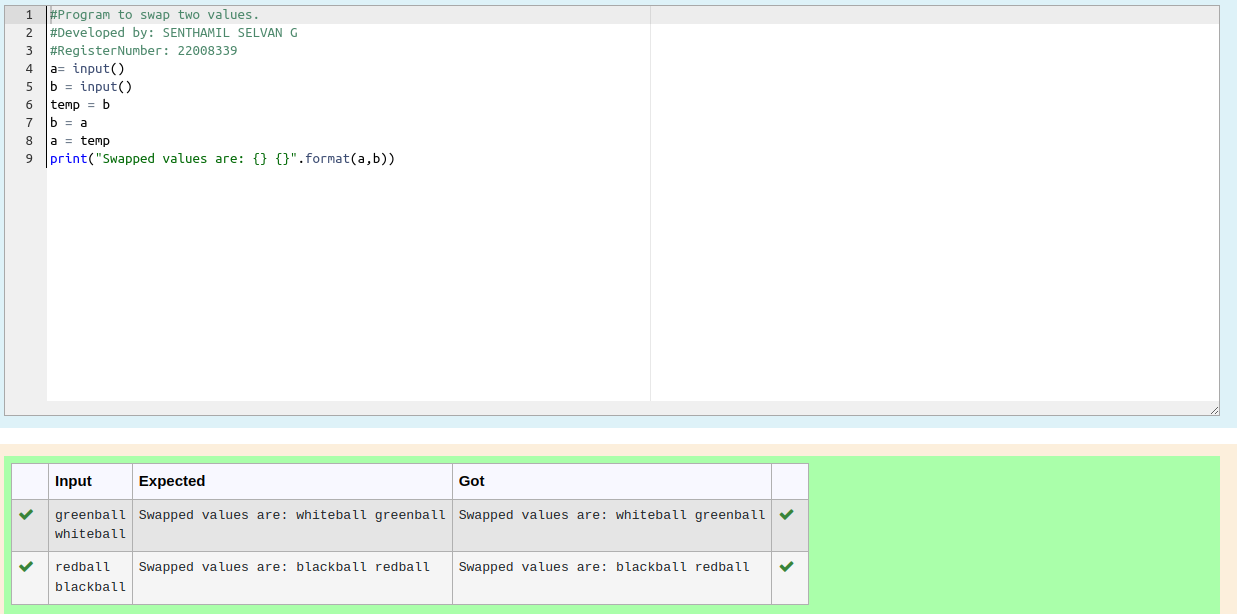 1 #Program to swap two values.
2 #Developed by: SENTHAMIL SELVAN G
3 #RegisterNumber: 22008339
4 a= input()
5 b = input()
6 temp = b
7 b = a
8 a = temp
9 print("Swapped values are: {} {}".format(a,b))
Input Expected Got
greenball Swapped values are: whiteball greenball Swapped values are: whiteball greenball
whiteball
redball Swapped values are: blackball redball Swapped values are: blackball redball
blackball